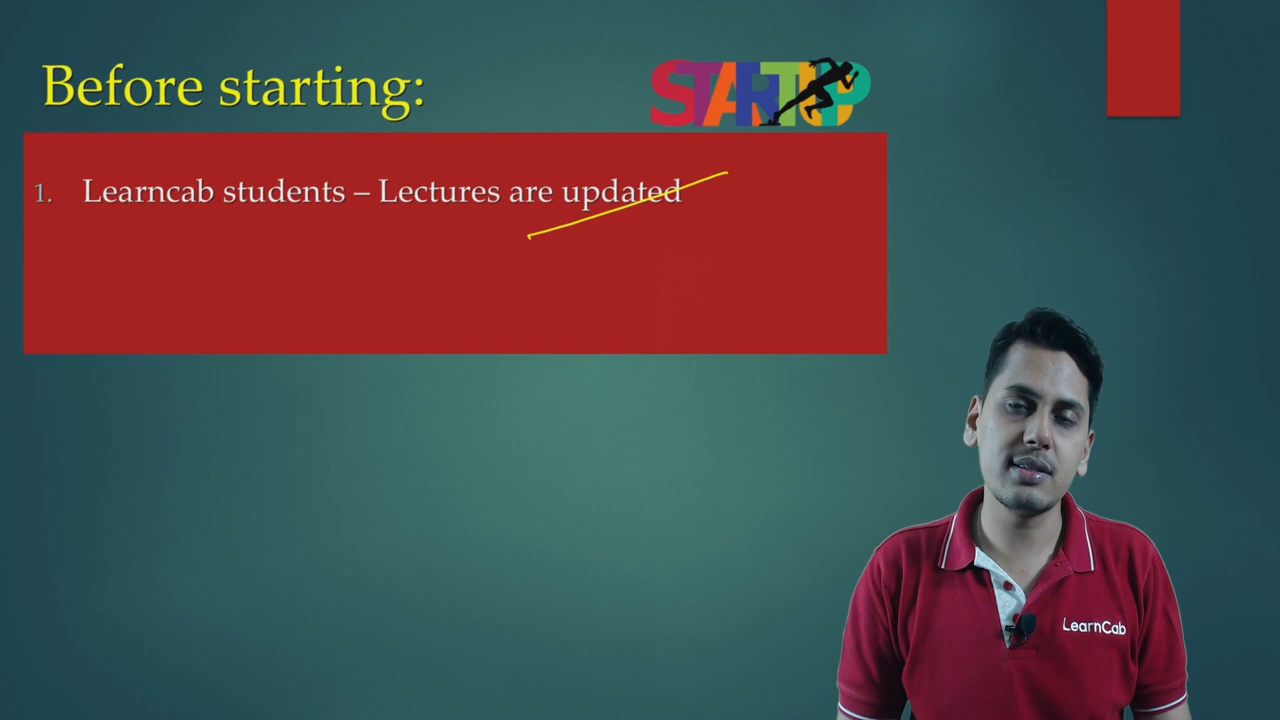 Before starting:
STARTUP
1. Learncab students – Lectures are updated
LearnCab